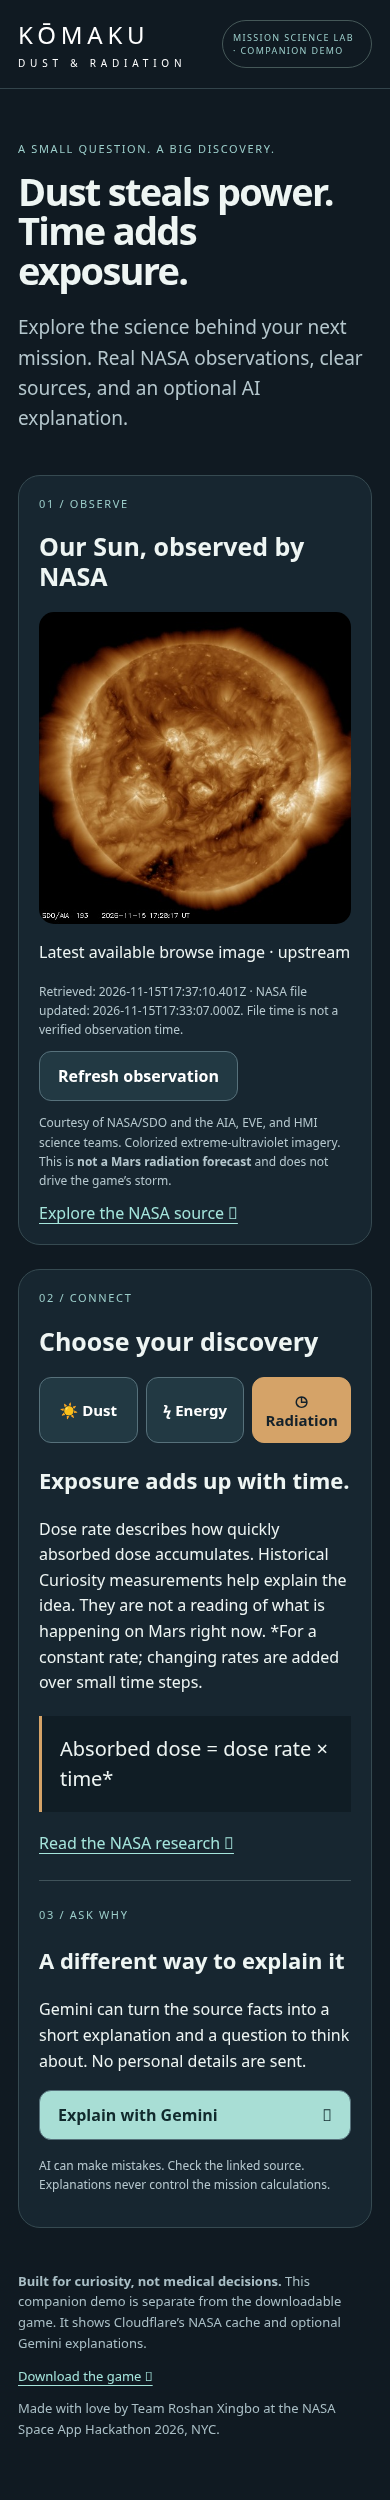 KŌMAKU
DUST & RADIATION
MISSION SCIENCE LAB
· COMPANION DEMO
A SMALL QUESTION. A BIG DISCOVERY.
Dust steals power.
Time adds
exposure.
Explore the science behind your next
mission. Real NASA observations, clear
sources, and an optional AI
explanation.
01 / OBSERVE
Our Sun, observed by
NASA
SDO/AIA 193 2026-11-15 17:28:17 UT
Latest available browse image · upstream
Retrieved: 2026-11-15T17:37:10.401Z · NASA file
updated: 2026-11-15T17:33:07.000Z. File time is not a
verified observation time.
Refresh observation
Courtesy of NASA/SDO and the AIA, EVE, and HMI
science teams. Colorized extreme-ultraviolet imagery.
This is not a Mars radiation forecast and does not
drive the game’s storm.
Explore the NASA source
02 / CONNECT
Choose your discovery
☀️ Dust
ϟ Energy
◷
Radiation
Exposure adds up with time.
Dose rate describes how quickly
absorbed dose accumulates. Historical
Curiosity measurements help explain the
idea. They are not a reading of what is
happening on Mars right now. *For a
constant rate; changing rates are added
over small time steps.
Absorbed dose = dose rate ×
time*
Read the NASA research
03 / ASK WHY
A different way to explain it
Gemini can turn the source facts into a
short explanation and a question to think
about. No personal details are sent.
Explain with Gemini
AI can make mistakes. Check the linked source.
Explanations never control the mission calculations.
Built for curiosity, not medical decisions. This
companion demo is separate from the downloadable
game. It shows Cloudflare’s NASA cache and optional
Gemini explanations.
Download the game
Made with love by Team Roshan Xingbo at the NASA
Space App Hackathon 2026, NYC.